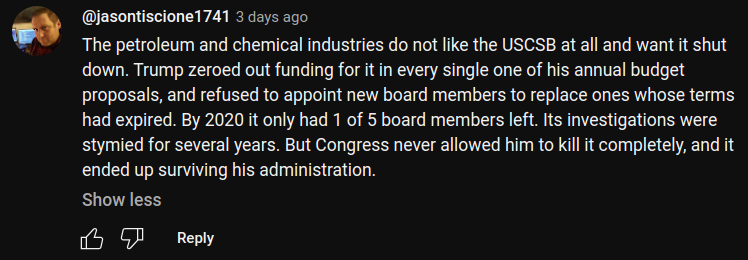 @jasontiscione1741 3 days ago
The petroleum and chemical industries do not like the USCSB at all and want it shut
down. Trump zeroed out funding for it in every single one of his annual budget
proposals, and refused to appoint new board members to replace ones whose terms
had expired. By 2020 it only had 1 of 5 board members left. Its investigations were
stymied for several years. But Congress never allowed him to kill it completely, and it
ended up surviving his administration.
Show less
Reply